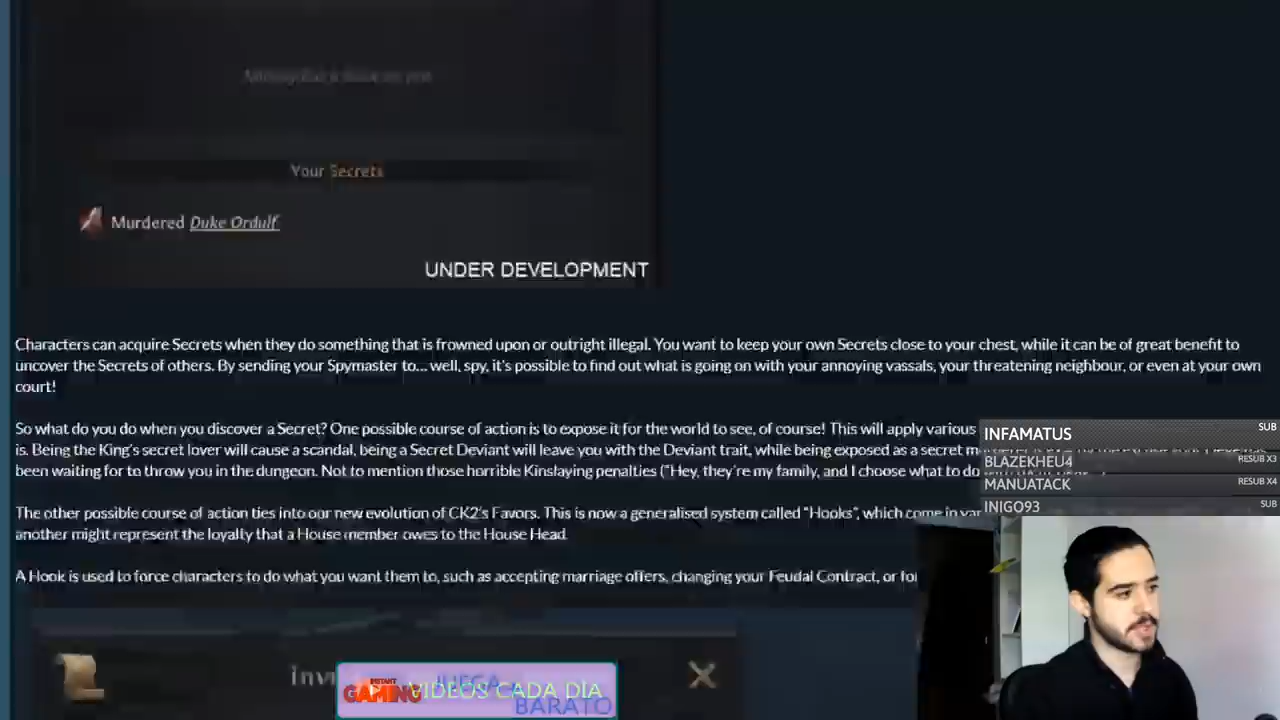 Your Secrets
Murdered Duke Ordulf
UNDER DEVELOPMENT
Characters can acquire Secrets when they do something that is frowned upon or outright illegal. You want to keep your own Secrets close to your chest, while it can be of great benefit to
uncover the Secrets of others. By sending your Spymaster to... well, spy, it's possible to find out what is going on with your annoying vassals, your threatening neighbour, or even at your own
court!
So what do you do when you discover a Secret? One possible course of action is to expose it for the world to see, of course! This will apply various
is. Being the King's secret lover will cause a scandal, being a Secret Deviant will leave you with the Deviant trait, while being exposed as a secret
been waiting for to throw you in the dungeon. Not to mention those horrible Kinslaying penalties ("Hey, they're my family, and I choose what to do
The other possible course of action ties into our new evolution of CK2's Favors. This is now a generalised system called "Hooks", which come in
another might represent the loyalty that a House member owes to the House Head.
A Hook is used to force characters to do what you want them to, such as accepting marriage offers, changing your Feudal Contract, or
INFAMATUS SUB
BLAZEKHEU4 RESUB X3
MANUATACK RESUB X4
INIGO93 SUB
INSTANT GAMING
VIDEOS CADA DÍA
JUEGA
BARATO